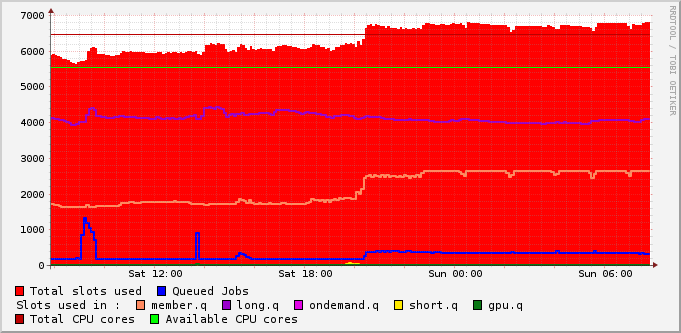 7000
6000
5000
4000
3000
2000
1000
0
Sat 12:00 Sat 18:00 Sun 00:00 Sun 06:00
Total slots used Queued Jobs
Slots used in : member.q long.q ondemand.q short.q gpu.q
Total CPU cores Available CPU cores
RRDTOOL / TOBI OETIKER